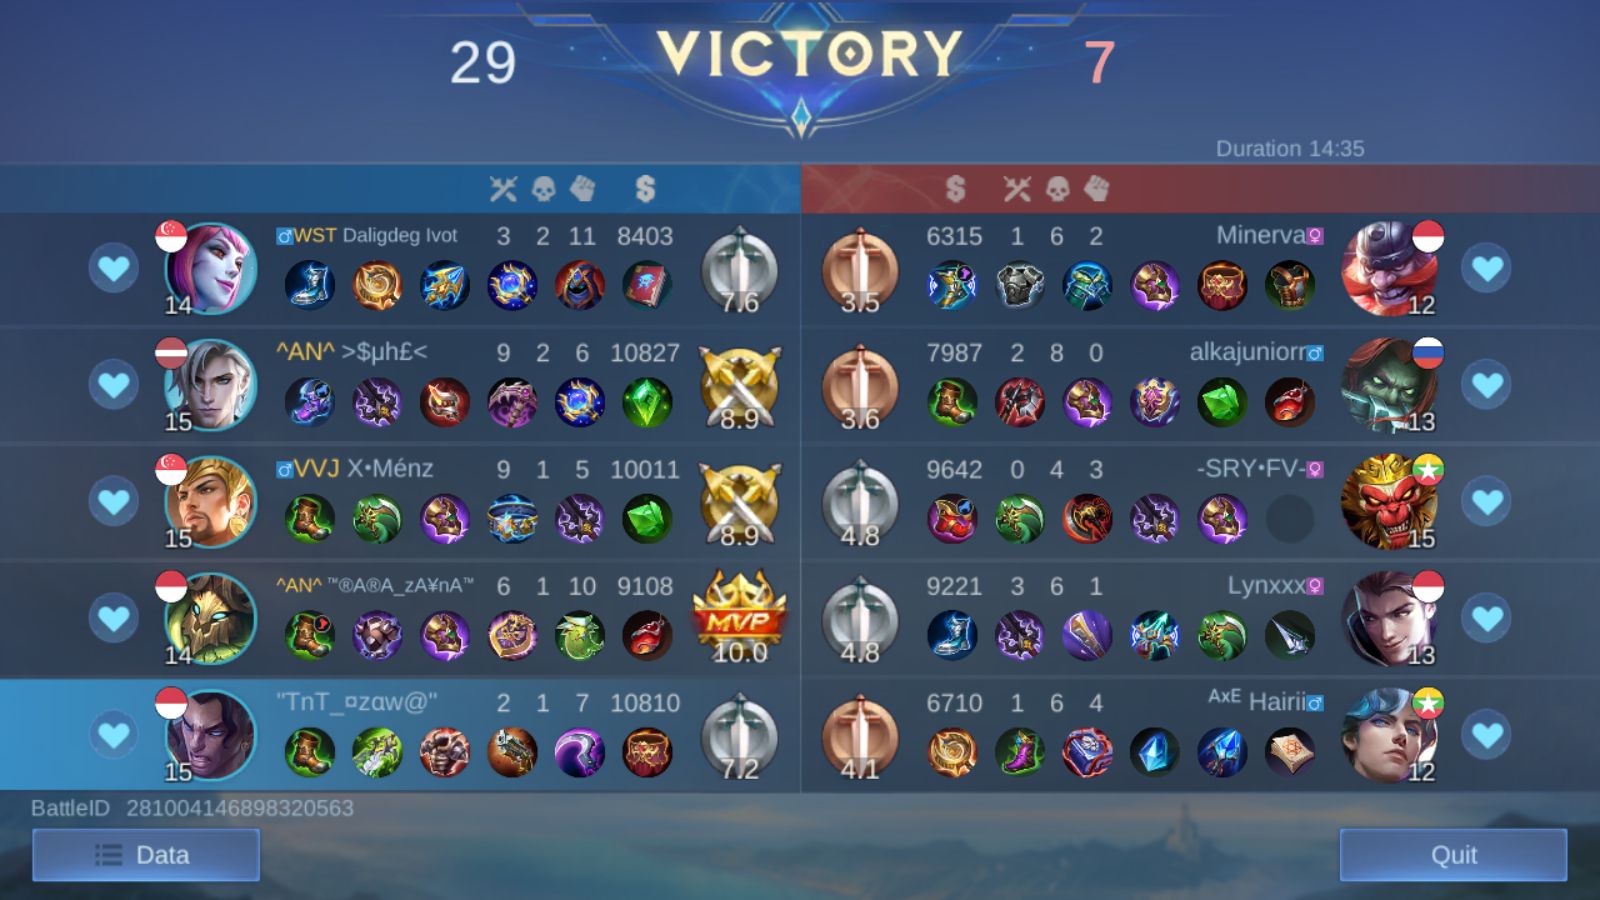 29 VICTORY 7
Duration 14:35
WST Daligdeg Ivot 3 2 11 8403
14 7.6
6315 1 6 2 Minerva
3.5 12
^AN^ >$µh£< 9 2 6 10827
15 8.9
7987 2 8 0 alkajuniorr
3.6 13
VVJ X•Ménz 9 1 5 10011
15 8.9
9642 0 4 3 -SRY•FV-
4.8 15
^AN^ ™®A®A_zA¥nA™ 6 1 10 9108
MVP
14 10.0
9221 3 6 1 Lynxxx
4.8 13
"TnT_¤zɑw@" 2 1 7 10810
15 7.2
6710 1 6 4 ᴬˣᴱ Hairii
4.1 12
BattleID 281004146898320563
Data
Quit